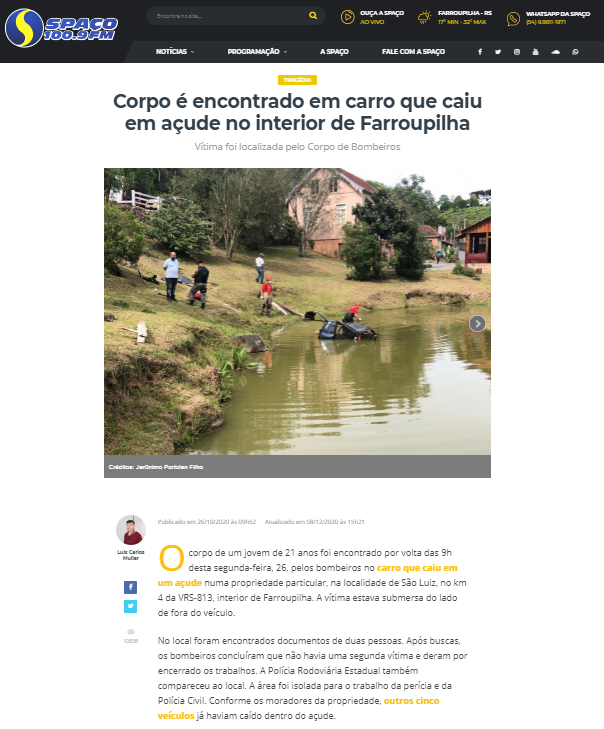 SPACO
100.9FM
Encontre no site...
OUÇA A SPAÇO
AO VIVO
FARROUPILHA - RS
17º MIN - 32º MAX
WHATSAPP DA SPAÇO
(54) 9.9611-1971
NOTÍCIAS
PROGRAMAÇÃO
A SPAÇO
FALE COM A SPAÇO
TRAGÉDIA
Corpo é encontrado em carro que caiu
em açude no interior de Farroupilha
Vítima foi localizada pelo Corpo de Bombeiros
Créditos: Jerônimo Portolan Filho
Luis Carlos
Muller
Publicado em 26/10/2020 às 09h52
Atualizado em 08/12/2020 às 15h21
O corpo de um jovem de 21 anos foi encontrado por volta das 9h
desta segunda-feira, 26, pelos bombeiros no carro que caiu em
um açude numa propriedade particular, na localidade de São Luiz, no km
4 da VRS-813, interior de Farroupilha. A vítima estava submersa do lado
de fora do veículo.
No local foram encontrados documentos de duas pessoas. Após buscas,
os bombeiros concluíram que não havia uma segunda vítima e deram por
encerrado os trabalhos. A Polícia Rodoviária Estadual também
compareceu ao local. A área foi isolada para o trabalho da perícia e da
Polícia Civil. Conforme os moradores da propriedade, outros cinco
veículos já haviam caído dentro do açude.